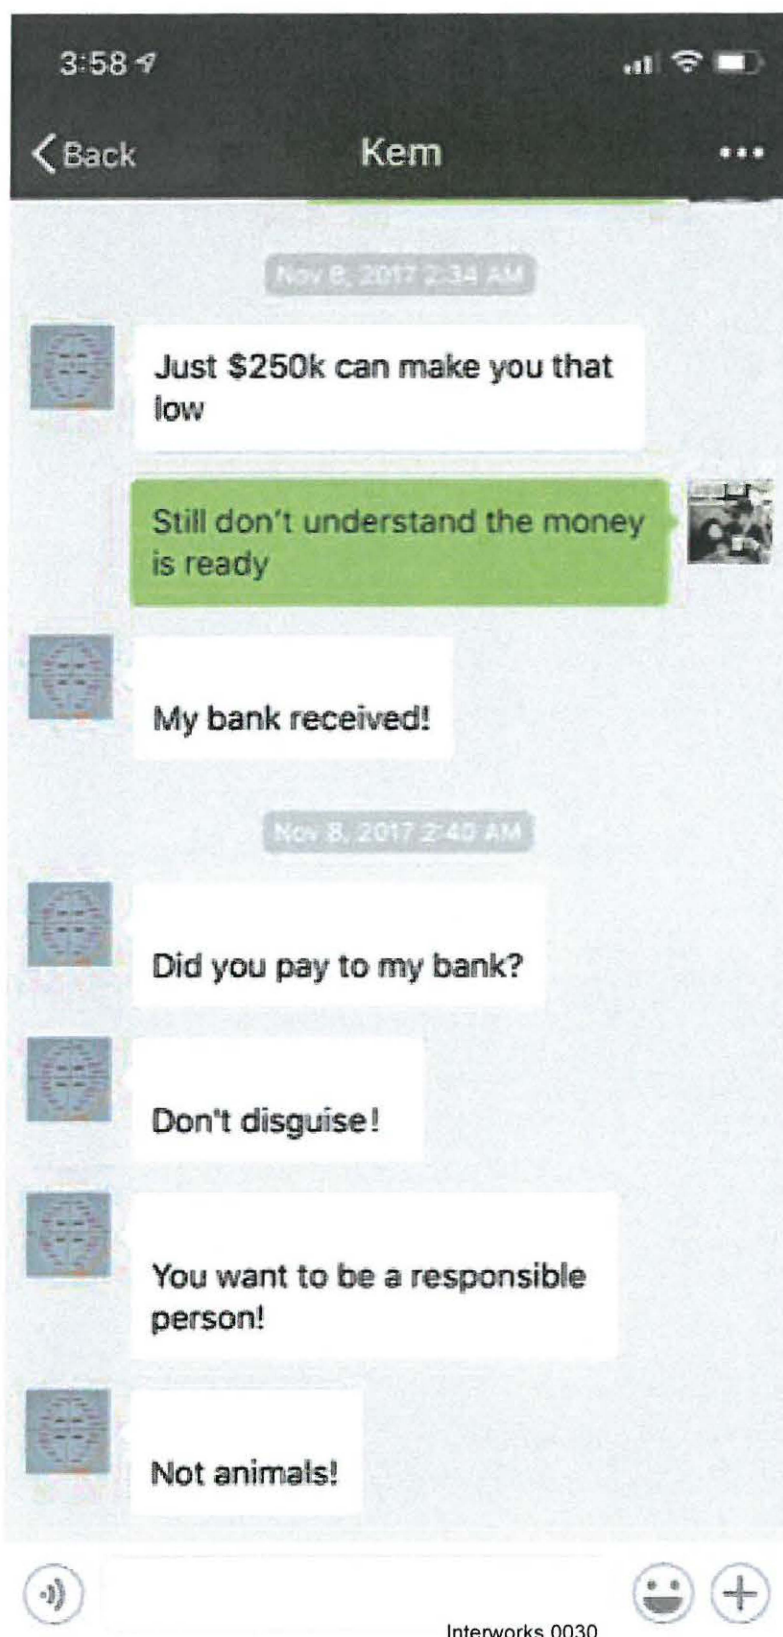 3:58
Back
Kem
Nov 8, 2017 2:34 AM
Just $250k can make you that
low
Still don't understand the money
is ready
My bank received!
Nov 8, 2017 2:40 AM
Did you pay to my bank?
Don't disguise!
You want to be a responsible
person!
Not animals!
Interworks 0030